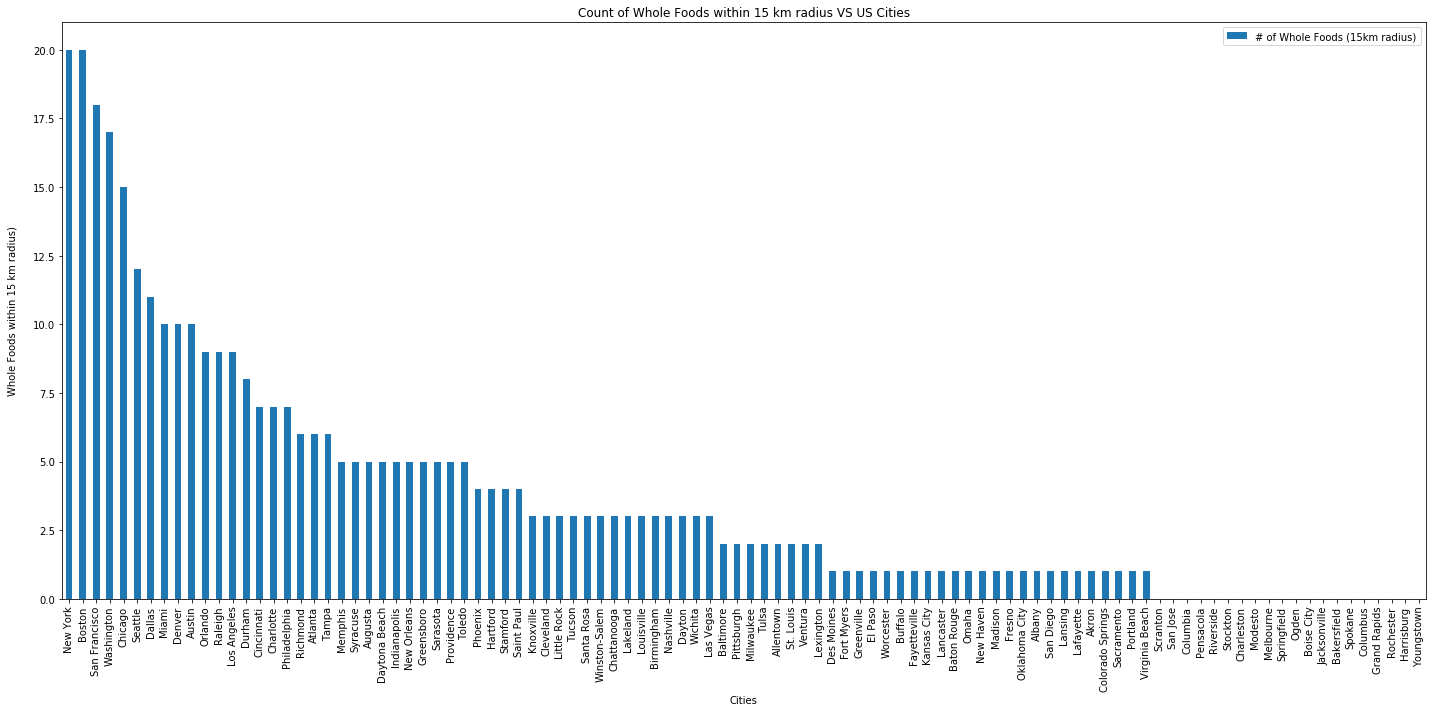 Count of Whole Foods within 15 km radius VS US Cities
# of Whole Foods (15km radius)
20.0
17.5
15.0
12.5
10.0
7.5
5.0
2.5
0.0
Whole Foods within 15 km radius)
New York
Boston
San Francisco
Washington
Chicago
Seattle
Dallas
Miami
Denver
Austin
Orlando
Raleigh
Los Angeles
Durham
Cincinnati
Charlotte
Philadelphia
Richmond
Atlanta
Tampa
Memphis
Syracuse
Augusta
Daytona Beach
Indianapolis
New Orleans
Greensboro
Sarasota
Providence
Toledo
Phoenix
Hartford
Stamford
Saint Paul
Knoxville
Cleveland
Little Rock
Tucson
Santa Rosa
Winston-Salem
Chattanooga
Lakeland
Louisville
Birmingham
Nashville
Dayton
Wichita
Las Vegas
Baltimore
Pittsburgh
Milwaukee
Tulsa
Allentown
St. Louis
Ventura
Lexington
Des Moines
Fort Myers
Greenville
El Paso
Worcester
Buffalo
Fayetteville
Kansas City
Lancaster
Baton Rouge
Omaha
New Haven
Madison
Fresno
Oklahoma City
Albany
San Diego
Lansing
Lafayette
Akron
Colorado Springs
Sacramento
Portland
Virginia Beach
Scranton
San Jose
Columbia
Pensacola
Riverside
Stockton
Charleston
Modesto
Melbourne
Springfield
Ogden
Boise City
Jacksonville
Bakersfield
Spokane
Columbus
Grand Rapids
Rochester
Harrisburg
Youngstown
Cities